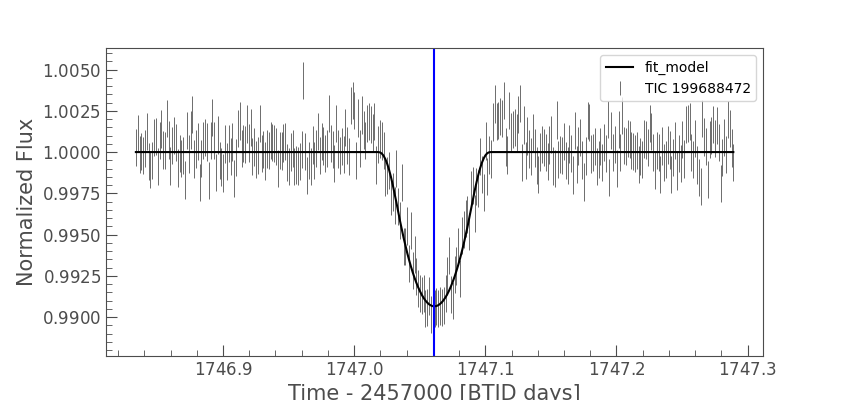 fit_model
TIC 199688472
1.0050
1.0025
1.0000
0.9975
0.9950
0.9925
0.9900
Normalized Flux
1746.9 1747.0 1747.1 1747.2 1747.3
Time - 2457000 [BTJD days]